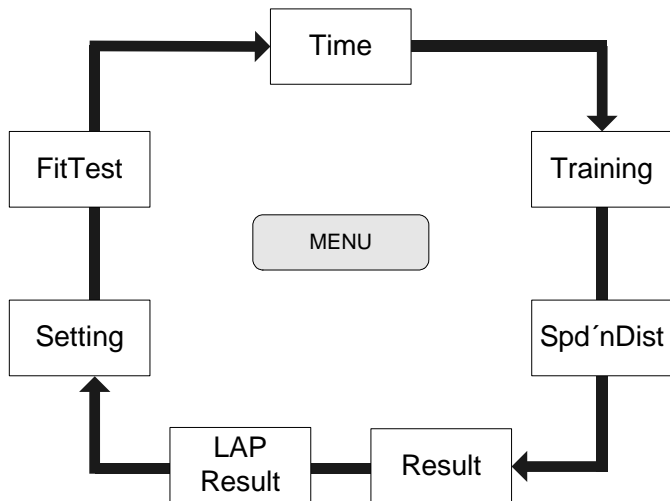 Time
FitTest
Training
MENU
Setting
Spd´nDist
LAP
Result
Result